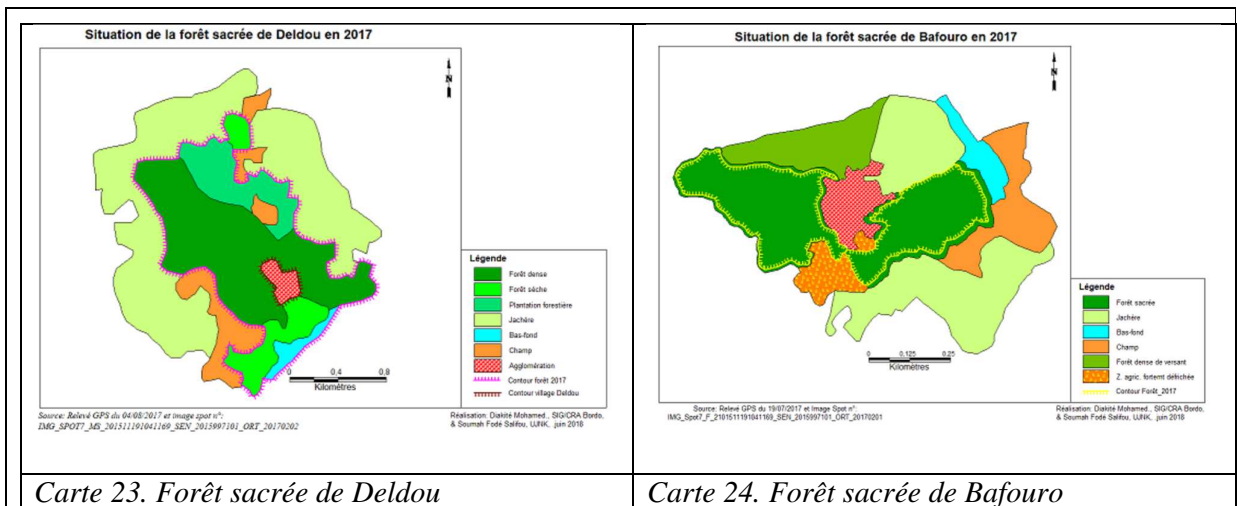 Situation de la forêt sacrée de Deldou en 2017
N
Légende
Forêt dense
Forêt sèche
Plantation forestière
Jachère
Bas-fond
Champ
Agglomération
Contour forêt 2017
Contour village Deldou
0 0,4 0,8
Kilomètres
Source: Relevé GPS du 04/08/2017 et image spot n°:
IMG_SPOT7_MS_201511191041169_SEN_2015997101_ORT_20170202
Réalisation: Diakité Mohamed., SIG/CRA Bordo,
& Soumah Fodé Salifou, UJNK, juin 2018
Carte 23. Forêt sacrée de Deldou
Situation de la forêt sacrée de Bafouro en 2017
N
Légende
Forêt sacrée
Jachère
Bas-fond
Champ
Forêt dense de versant
Z. agric. fortemt défrichée
Contour Forêt_2017
0 0,125 0,25
Kilomètres
Source: Relevé GPS du 19/07/2017 et Image Spot n°:
IMG_Spot7_F_2101511191041169_SEN_2015997101_ORT_20170201
Réalisation: Diakité Mohamed., SIG/CRA Bordo,
& Soumah Fodé Salifou, UJNK, juin 2018
Carte 24. Forêt sacrée de Bafouro